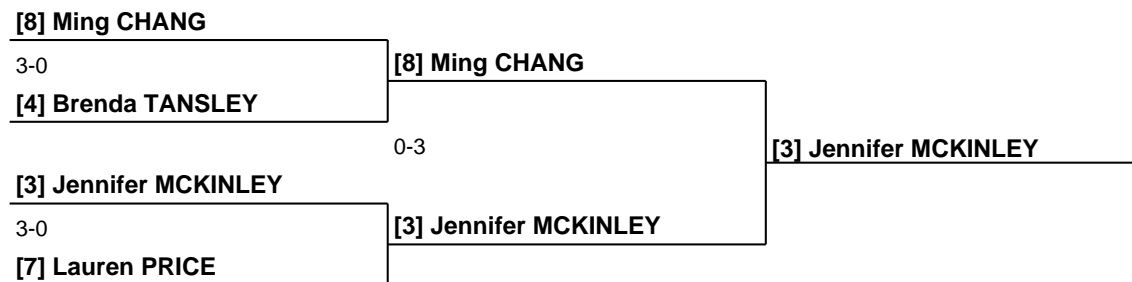 [8] Ming CHANG
3-0
[8] Ming CHANG
[4] Brenda TANSLEY
0-3
[3] Jennifer MCKINLEY
[3] Jennifer MCKINLEY
3-0
[3] Jennifer MCKINLEY
[7] Lauren PRICE